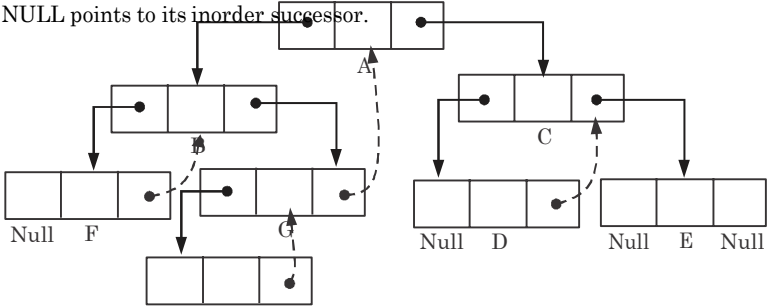 NULL points to its inorder successor.
A
B
C
G
Null F
Null D
Null E Null